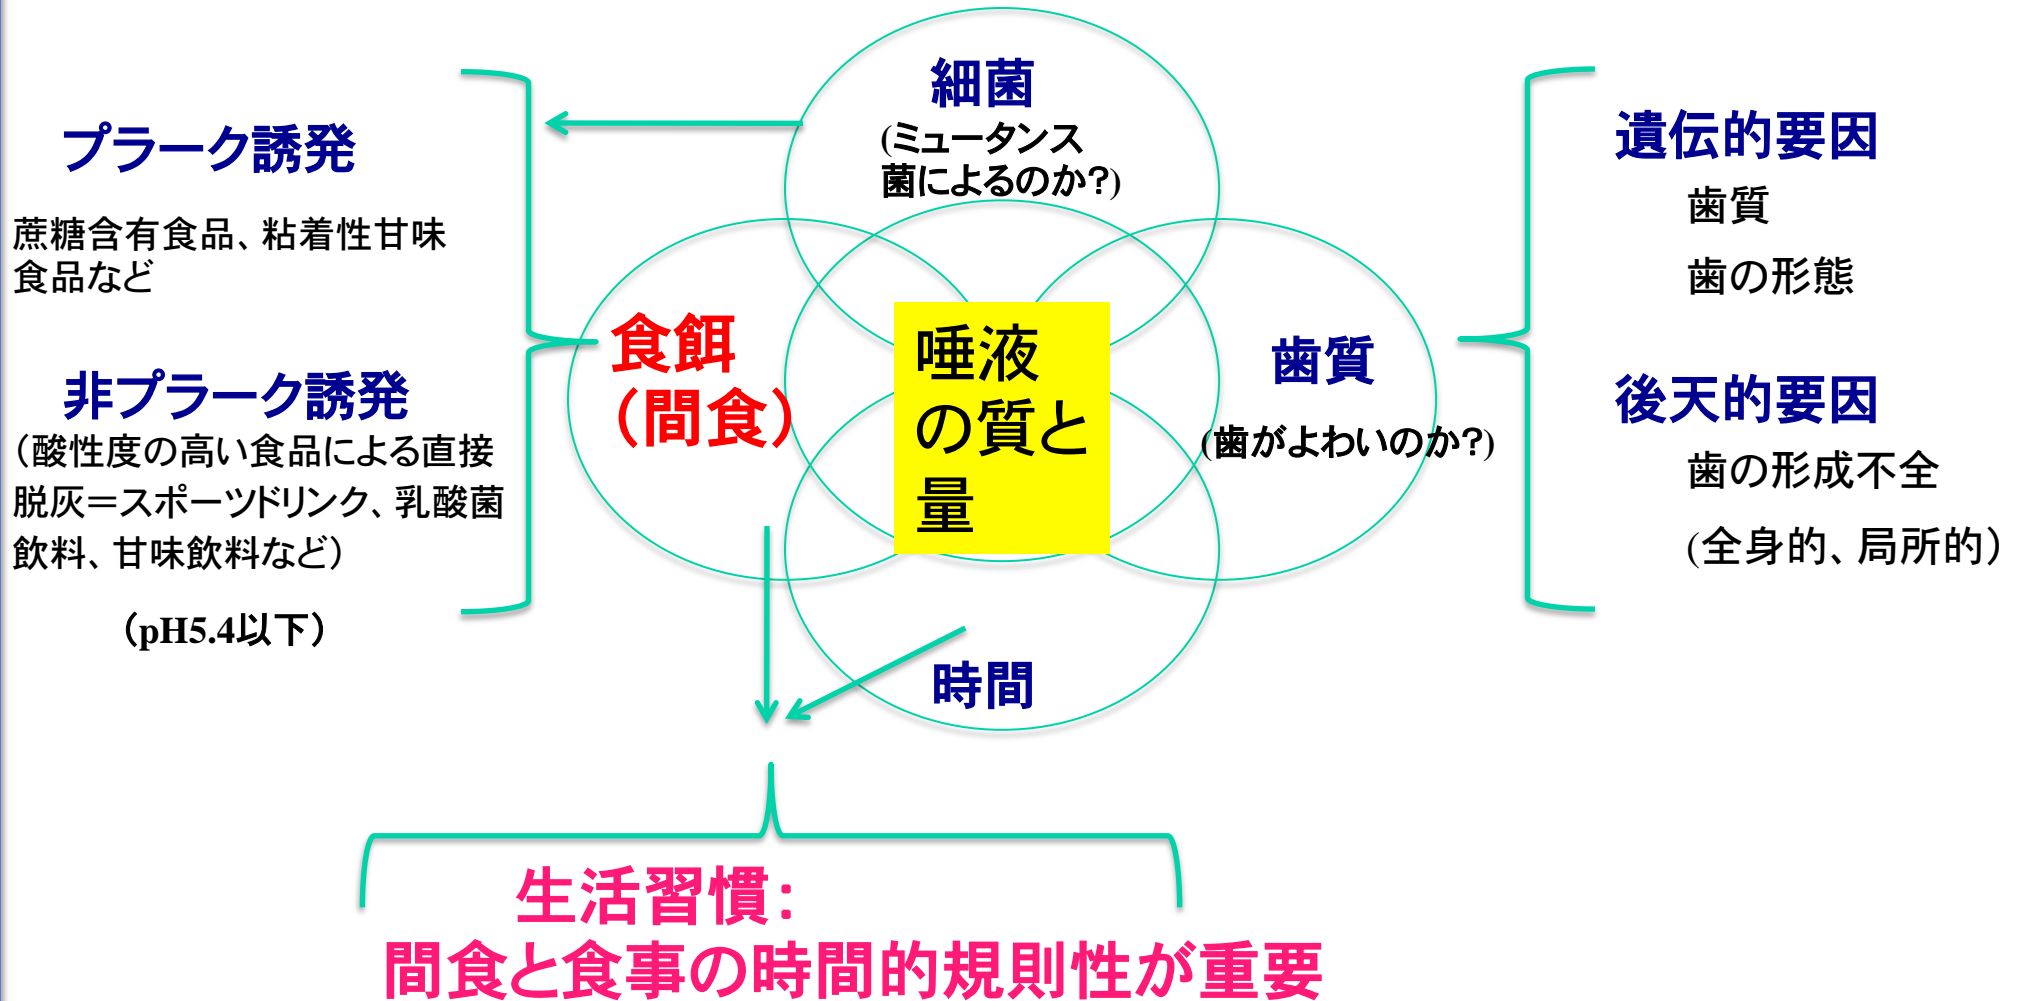 細菌
(ミュータンス
菌によるのか?)
プラーク誘発
蔗糖含有食品、粘着性甘味
食品など
非プラーク誘発
（酸性度の高い食品による直接
脱灰＝スポーツドリンク、乳酸菌
飲料、甘味飲料など）
（pH5.4以下）
食餌
（間食）
唾液
の質と
量
歯質
(歯がよわいのか?)
時間
遺伝的要因
歯質
歯の形態
後天的要因
歯の形成不全
(全身的、局所的）
生活習慣：
間食と食事の時間的規則性が重要